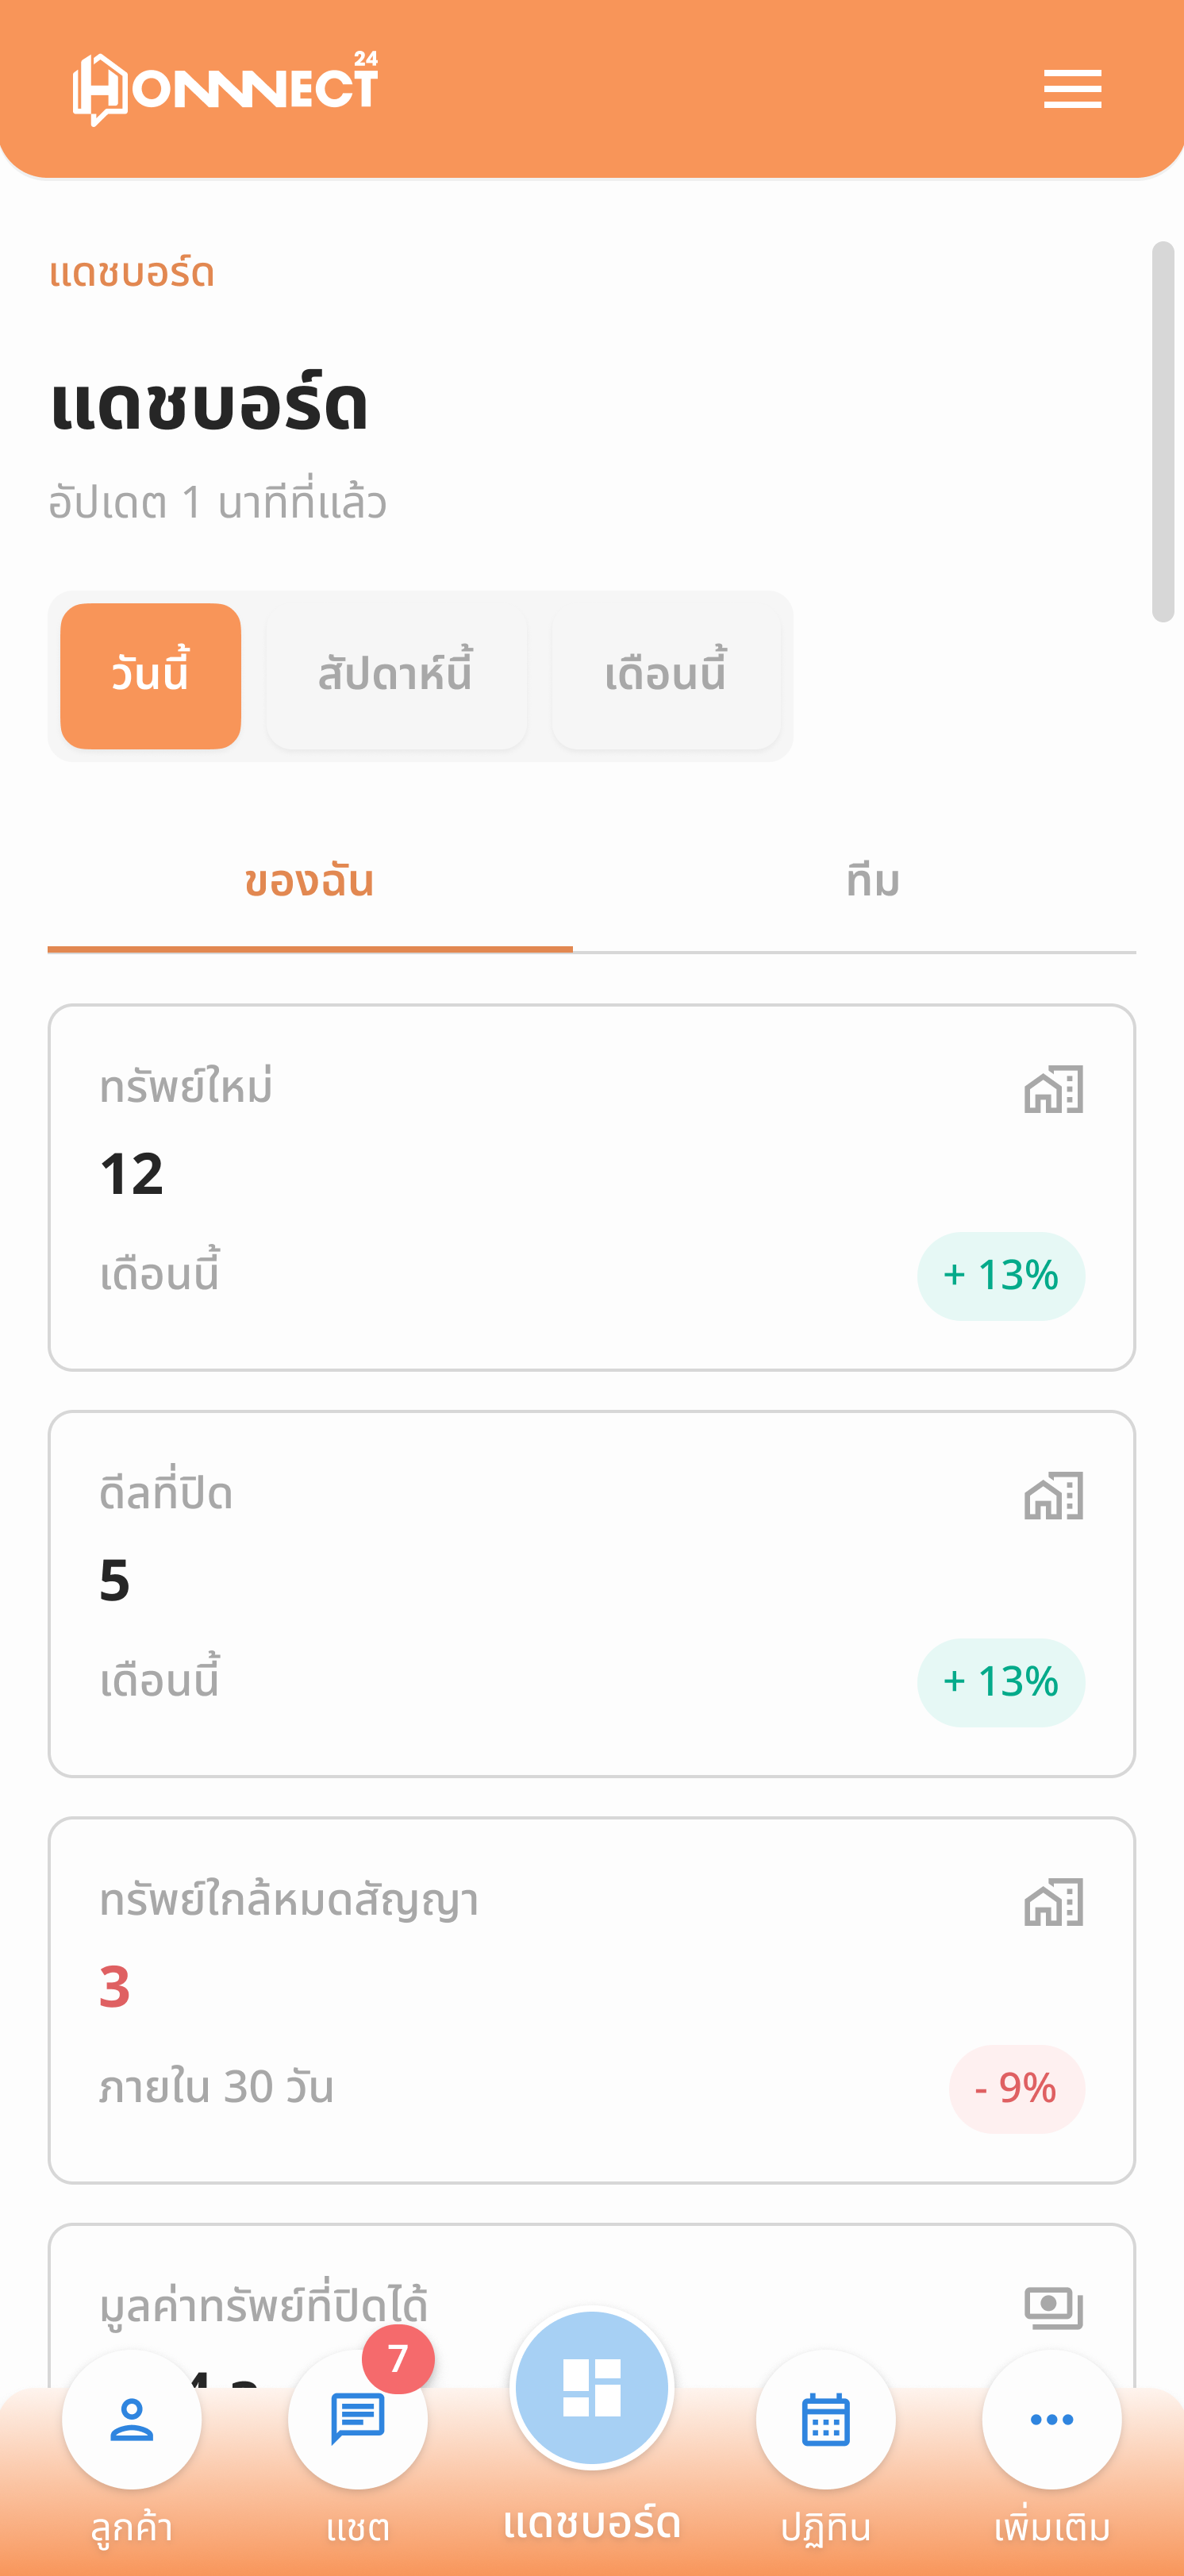 HONNNECT24
แดชบอร์ด
แดชบอร์ด
อัปเดต 1 นาทีที่แล้ว
วันนี้ สัปดาห์นี้ เดือนนี้
ของฉัน ทีม
ทรัพย์ใหม่
12
เดือนนี้ + 13%
ดีลที่ปิด
5
เดือนนี้ + 13%
ทรัพย์ใกล้หมดสัญญา
3
ภายใน 30 วัน - 9%
มูลค่าทรัพย์ที่ปิดได้
7
ลูกค้า แชต แดชบอร์ด ปฏิทิน เพิ่มเติม